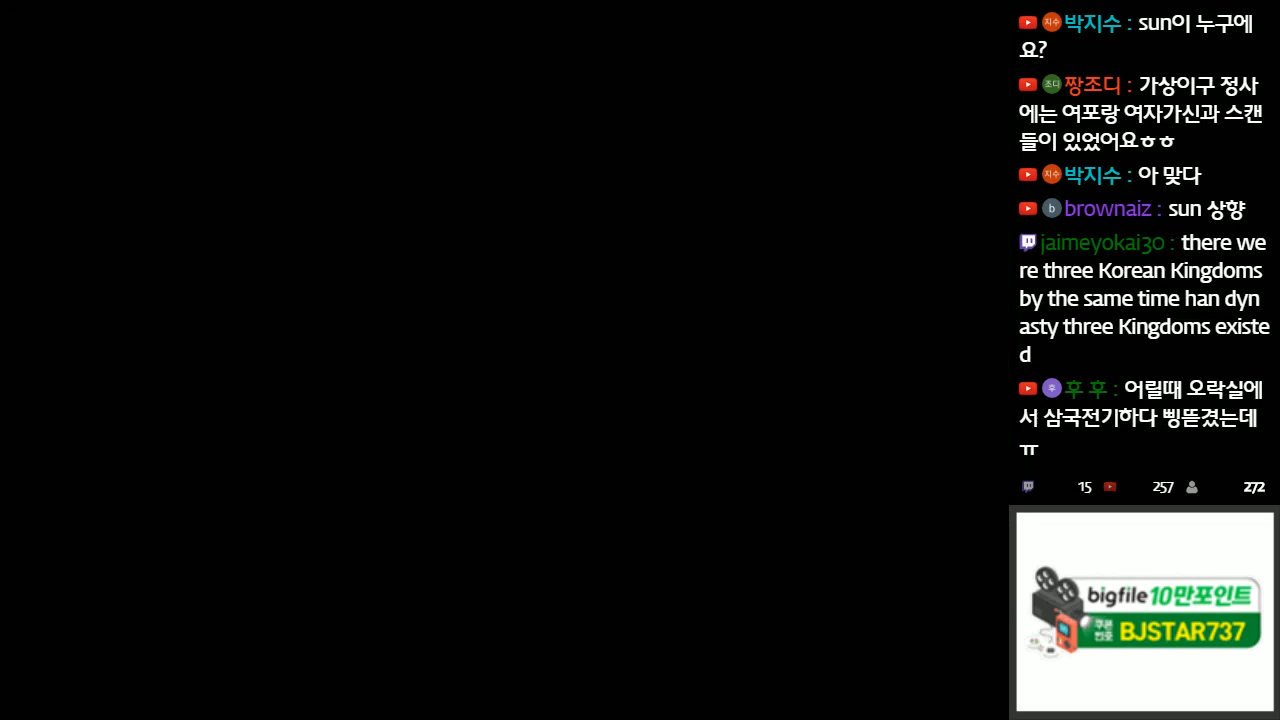 박지수 : sun이 누구에
요?
짱조디 : 가상이구 정사
에는 여포랑 여자가신과 스캔
들이 있었어요ㅎㅎ
박지수 : 아 맞다
b brownaiz : sun 상향
jaimeyokai30 : there we
re three Korean Kingdoms
by the same time han dyn
asty three Kingdoms existe
d
후 후 후 : 어릴때 오락실에
서 삼국전기하다 삥뜯겼는데
ㅠ
15 257 272
bigfile 10만포인트
쿠폰번호 BJSTAR737